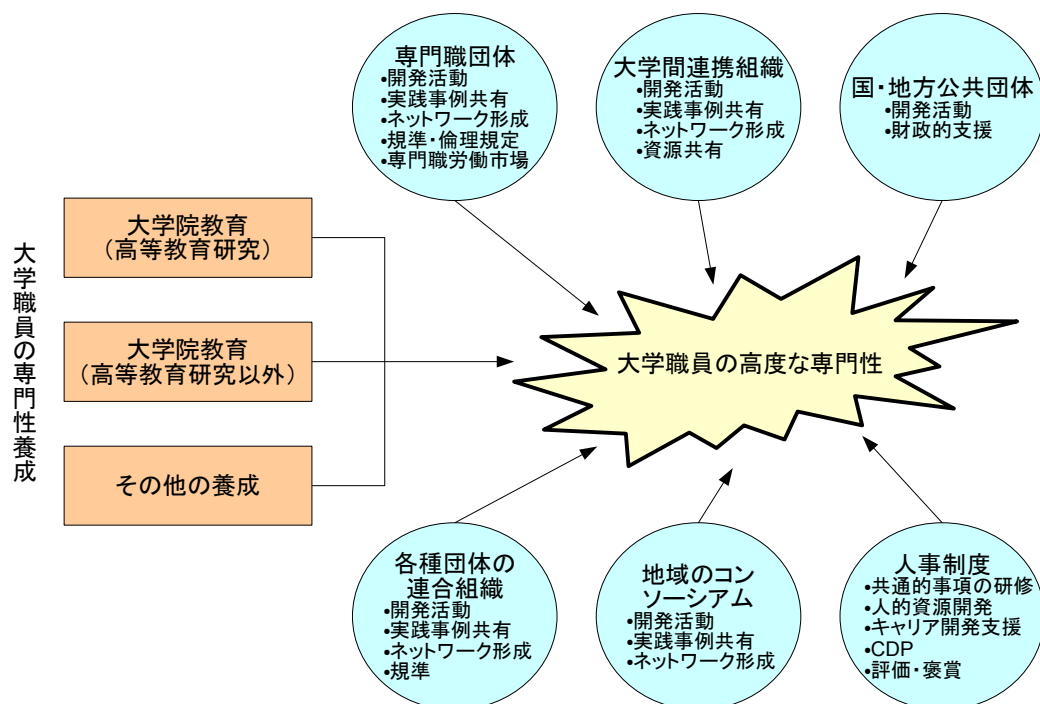 専門職団体
•開発活動
•実践事例共有
•ネットワーク形成
•規準・倫理規定
•専門職労働市場
大学間連携組織
•開発活動
•実践事例共有
•ネットワーク形成
•資源共有
国・地方公共団体
•開発活動
•財政的支援
大学職員の専門性養成
大学院教育
（高等教育研究）
大学院教育
（高等教育研究以外）
その他の養成
大学職員の高度な専門性
各種団体の
連合組織
•開発活動
•実践事例共有
•ネットワーク形成
•規準
地域のコン
ソーシアム
•開発活動
•実践事例共有
•ネットワーク形成
人事制度
•共通的事項の研修
•人的資源開発
•キャリア開発支援
•CDP
•評価・褒賞